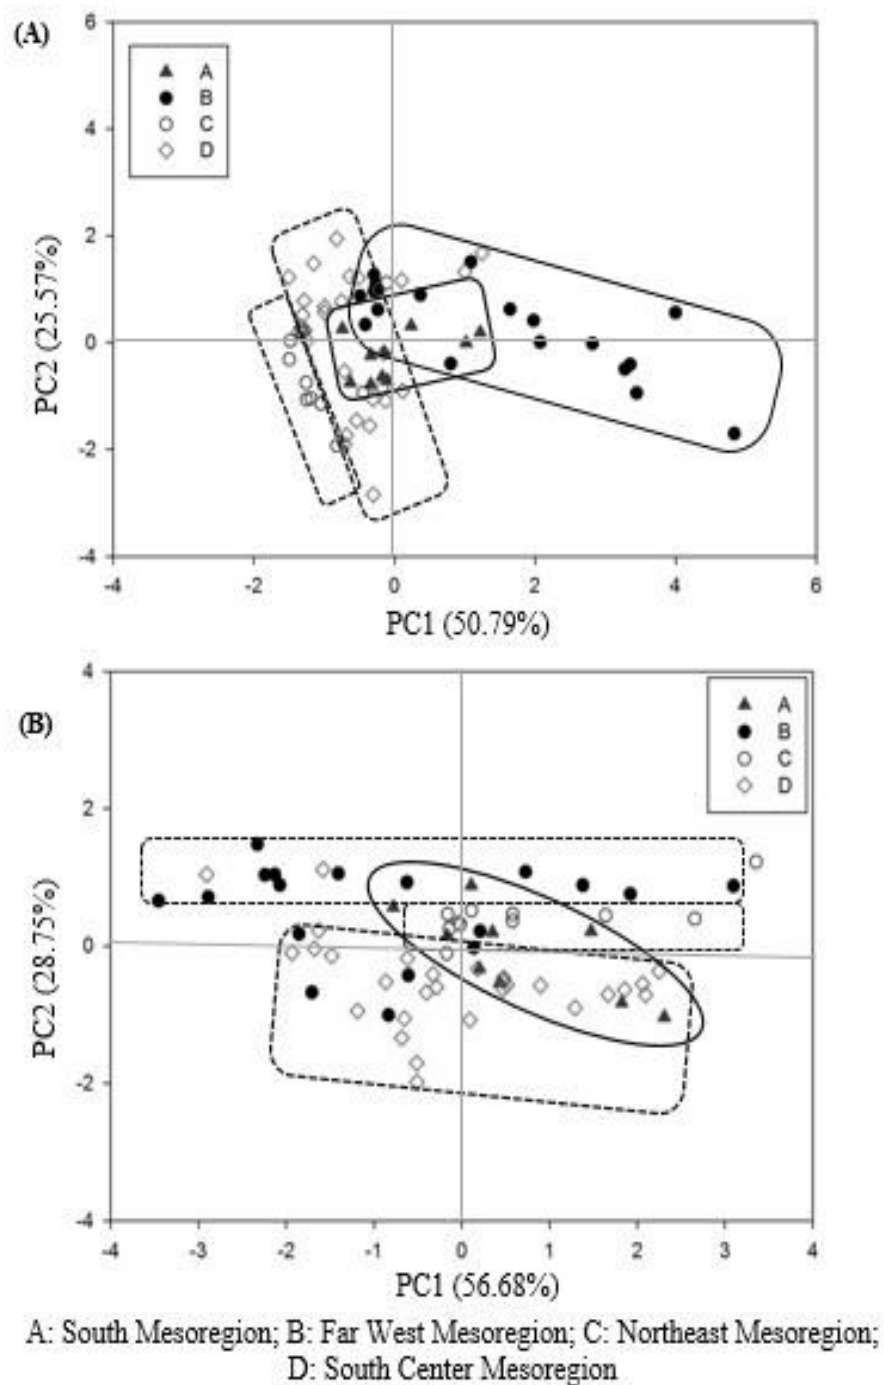 (A)
A
B
C
D
6
4
2
0
-2
-4
PC2 (25.57%)
-4
-2
0
2
4
6
PC1 (50.79%)
(B)
A
B
C
D
4
2
0
-2
-4
PC2 (28.75%)
-4
-3
-2
-1
0
1
2
3
4
PC1 (56.68%)
A: South Mesoregion; B: Far West Mesoregion; C: Northeast Mesoregion;
D: South Center Mesoregion